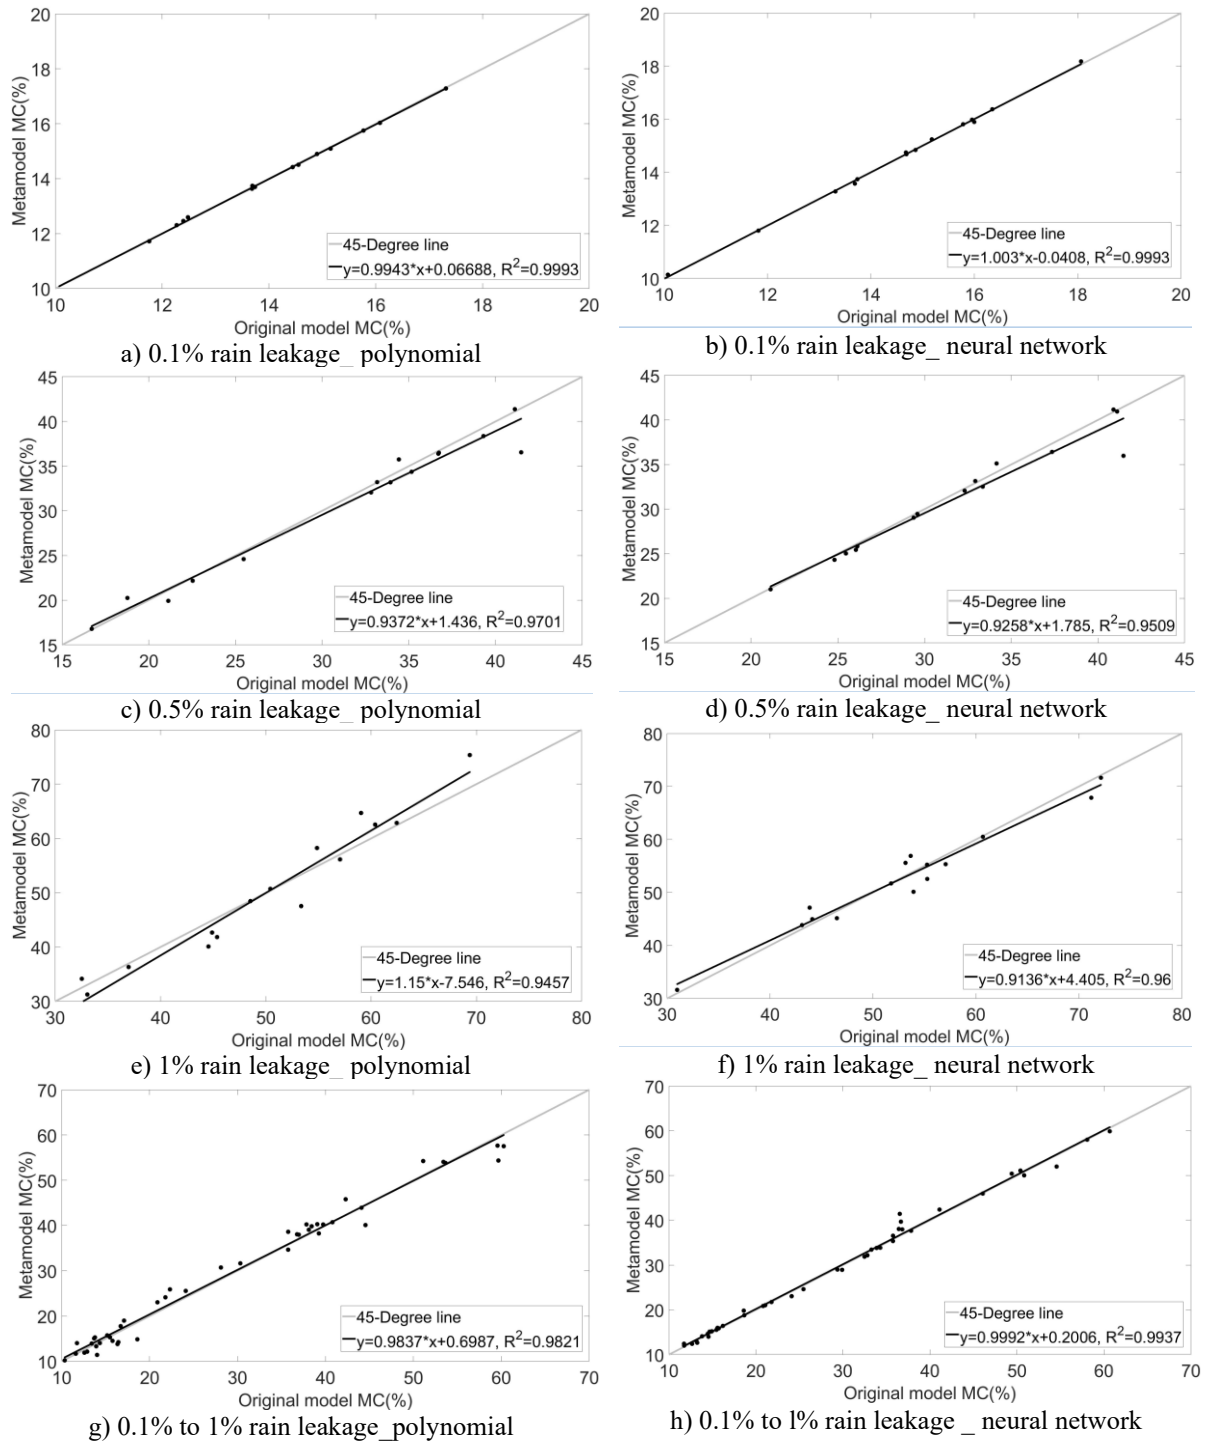 20
18
16
14
12
10
Metamodel MC(%)
45-Degree line
y=0.9943*x+0.06688, R²=0.9993
10 12 14 16 18 20
Original model MC(%)
a) 0.1% rain leakage_ polynomial
20
18
16
14
12
10
Metamodel MC(%)
45-Degree line
y=1.003*x-0.0408, R²=0.9993
10 12 14 16 18 20
Original model MC(%)
b) 0.1% rain leakage_ neural network
45
40
35
30
25
20
15
Metamodel MC(%)
45-Degree line
y=0.9372*x+1.436, R²=0.9701
15 20 25 30 35 40 45
Original model MC(%)
c) 0.5% rain leakage_ polynomial
45
40
35
30
25
20
15
Metamodel MC(%)
45-Degree line
y=0.9258*x+1.785, R²=0.9509
15 20 25 30 35 40 45
Original model MC(%)
d) 0.5% rain leakage_ neural network
80
70
60
50
40
30
Metamodel MC(%)
45-Degree line
y=1.15*x-7.546, R²=0.9457
30 40 50 60 70 80
Original model MC(%)
e) 1% rain leakage_ polynomial
80
70
60
50
40
30
Metamodel MC(%)
45-Degree line
y=0.9136*x+4.405, R²=0.96
30 40 50 60 70 80
Original model MC(%)
f) 1% rain leakage_ neural network
70
60
50
40
30
20
10
Metamodel MC(%)
45-Degree line
y=0.9837*x+0.6987, R²=0.9821
10 20 30 40 50 60 70
Original model MC(%)
g) 0.1% to 1% rain leakage_polynomial
70
60
50
40
30
20
10
Metamodel MC(%)
45-Degree line
y=0.9992*x+0.2006, R²=0.9937
10 20 30 40 50 60 70
Original model MC(%)
h) 0.1% to l% rain leakage _ neural network